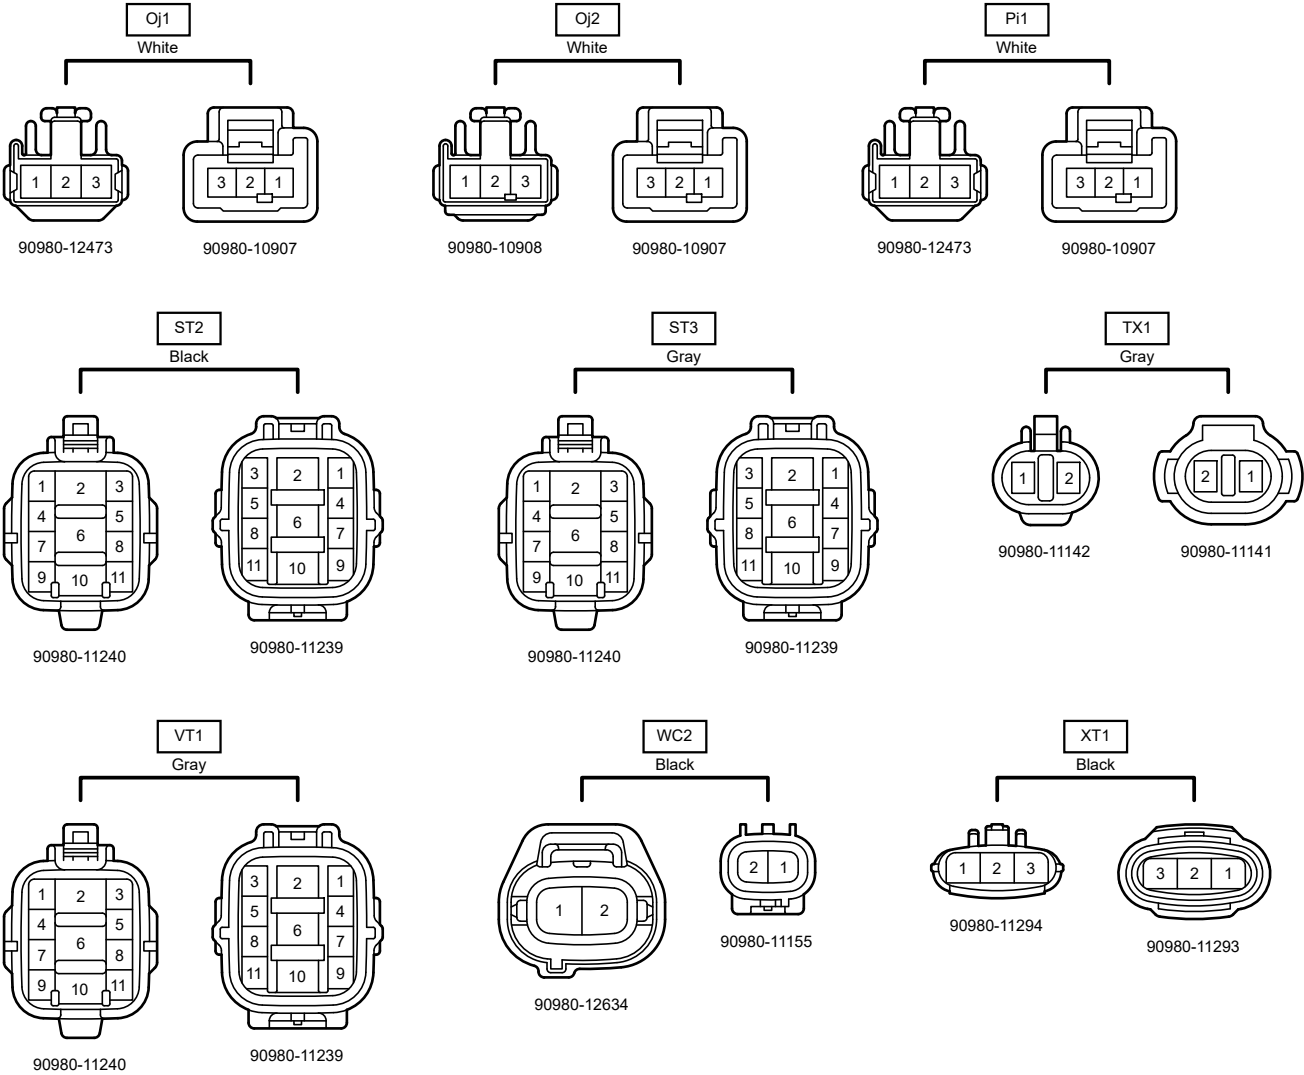 Oj1
White
1 2 3
3 2 1
90980-12473
90980-10907
Oj2
White
1 2 3
3 2 1
90980-10908
90980-10907
Pi1
White
1 2 3
3 2 1
90980-12473
90980-10907
ST2
Black
1 2 3
4 5
6
7 8
9 10 11
3 2 1
5 4
6
8 7
11 10 9
90980-11240
90980-11239
ST3
Gray
1 2 3
4 5
6
7 8
9 10 11
3 2 1
5 4
6
8 7
11 10 9
90980-11240
90980-11239
TX1
Gray
1 2
2 1
90980-11142
90980-11141
VT1
Gray
1 2 3
4 5
6
7 8
9 10 11
3 2 1
5 4
6
8 7
11 10 9
90980-11240
90980-11239
WC2
Black
1 2
2 1
90980-12634
90980-11155
XT1
Black
1 2 3
3 2 1
90980-11294
90980-11293